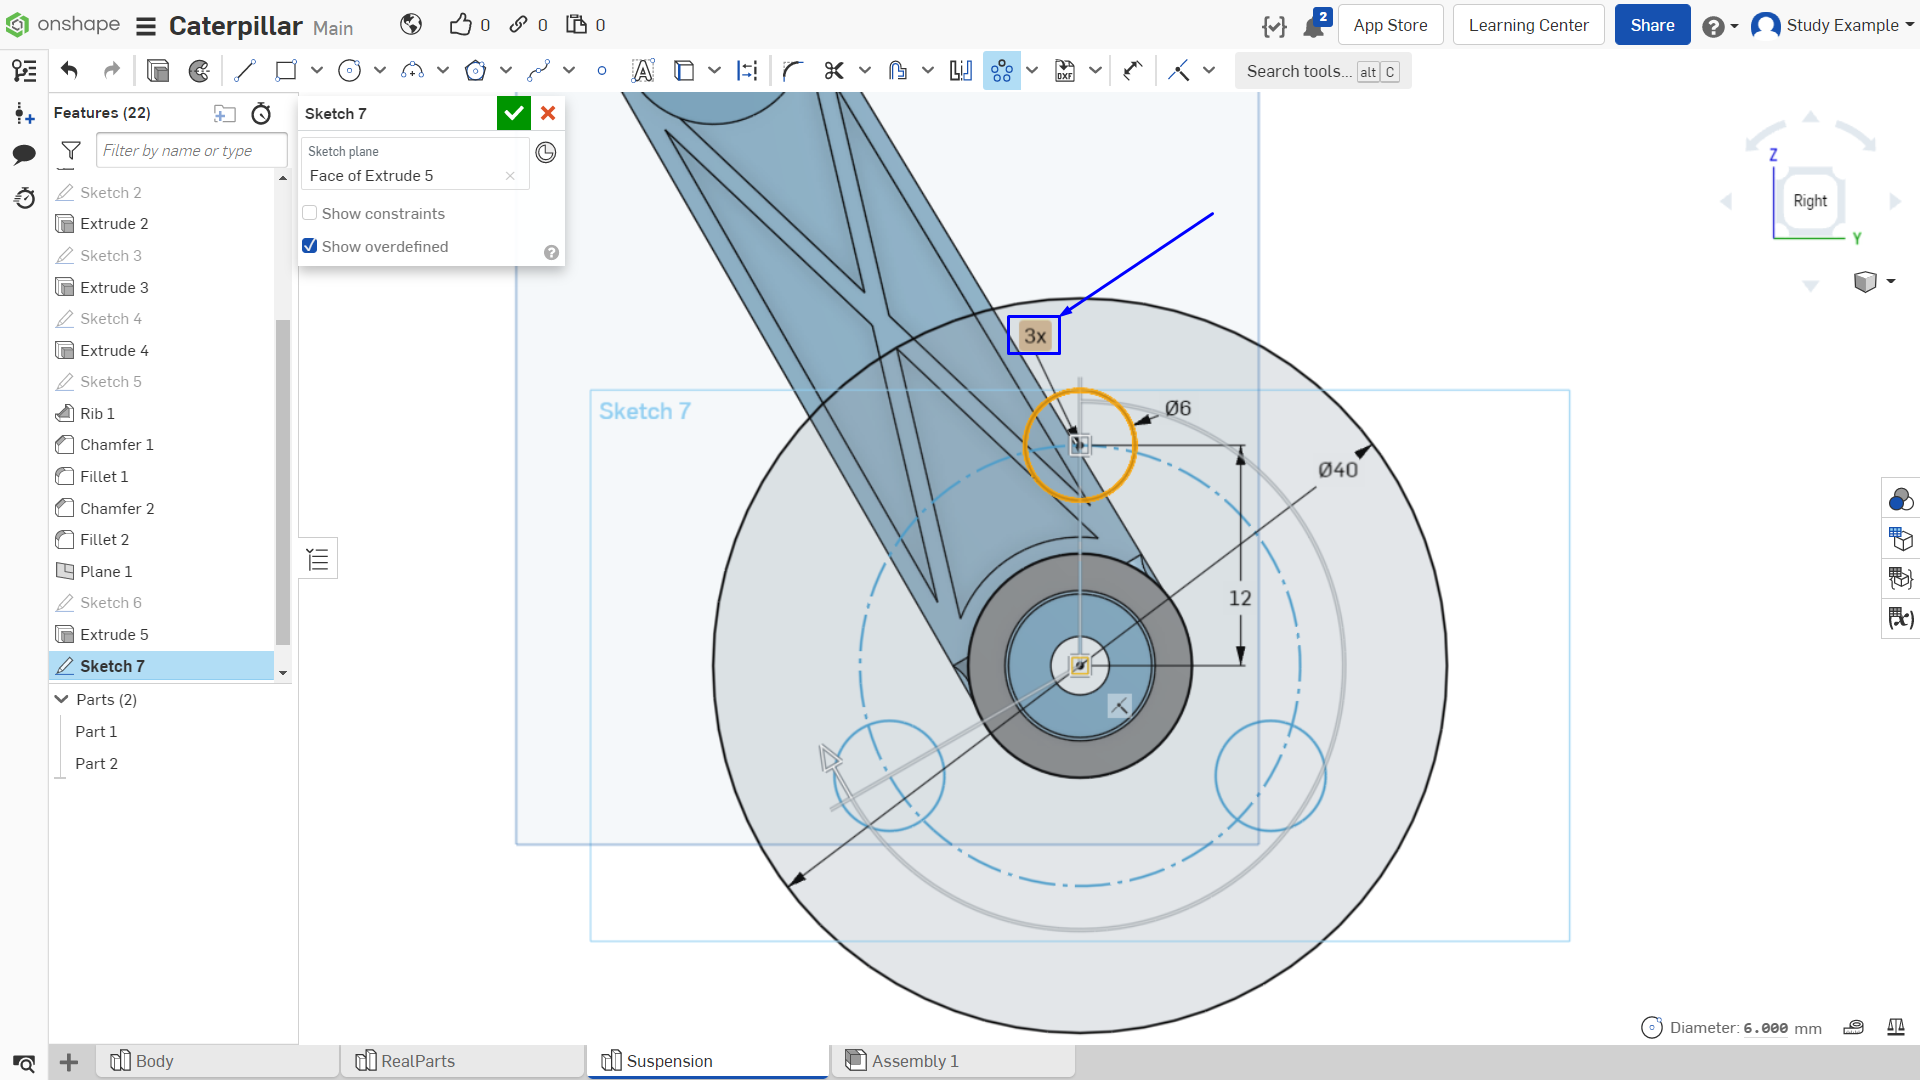 onshape
Caterpillar Main
0
0
0
2
App Store
Learning Center
Share
Study Example
Search tools... alt C
Features (22)
Filter by name or type
Sketch 2
Extrude 2
Sketch 3
Extrude 3
Sketch 4
Extrude 4
Sketch 5
Rib 1
Chamfer 1
Fillet 1
Chamfer 2
Fillet 2
Plane 1
Sketch 6
Extrude 5
Sketch 7
Parts (2)
Part 1
Part 2
Sketch 7
Sketch plane
Face of Extrude 5
Show constraints
Show overdefined
3x
Sketch 7
Ø6
Ø40
12
Z
Right
Y
Diameter: 6.000 mm
Body
RealParts
Suspension
Assembly 1